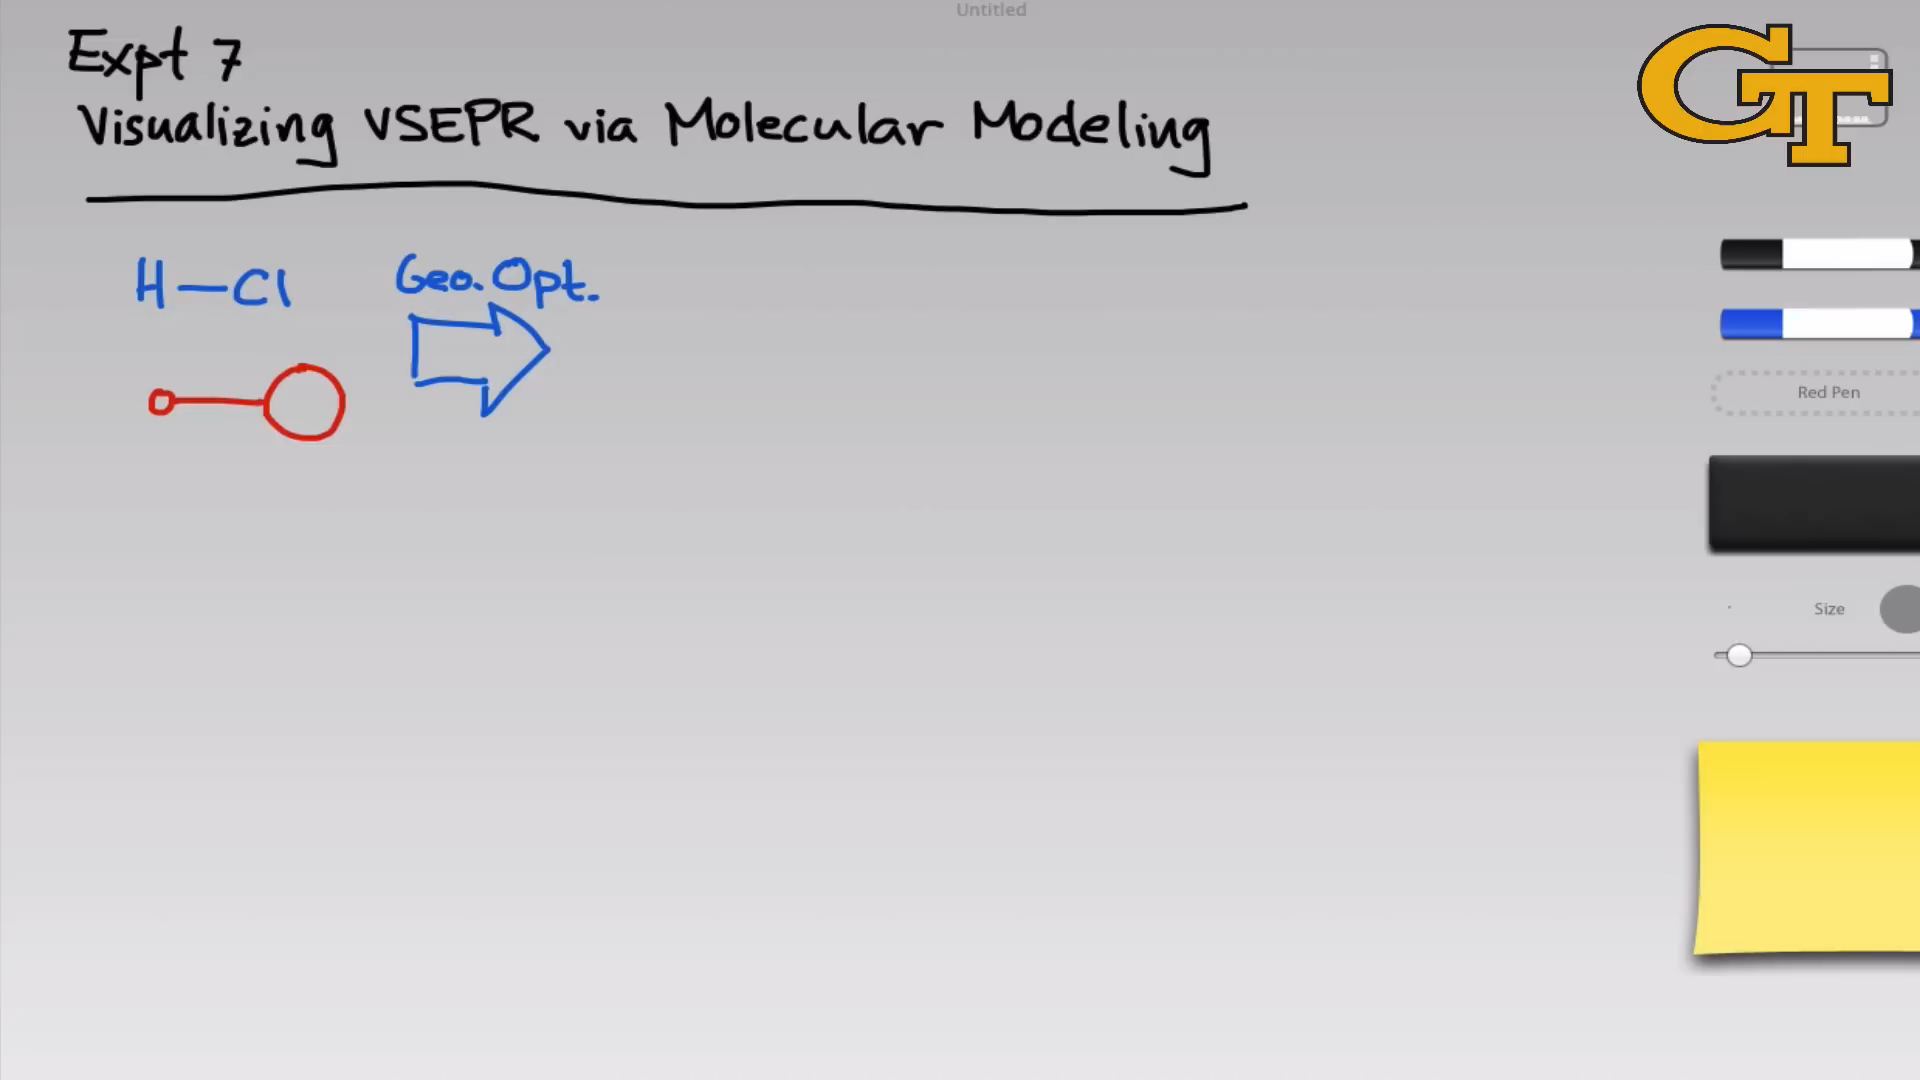 Untitled
Expt 7
GT
Visualizing VSEPR via Molecular Modeling
H—Cl
Geo. Opt.
Red Pen
Size